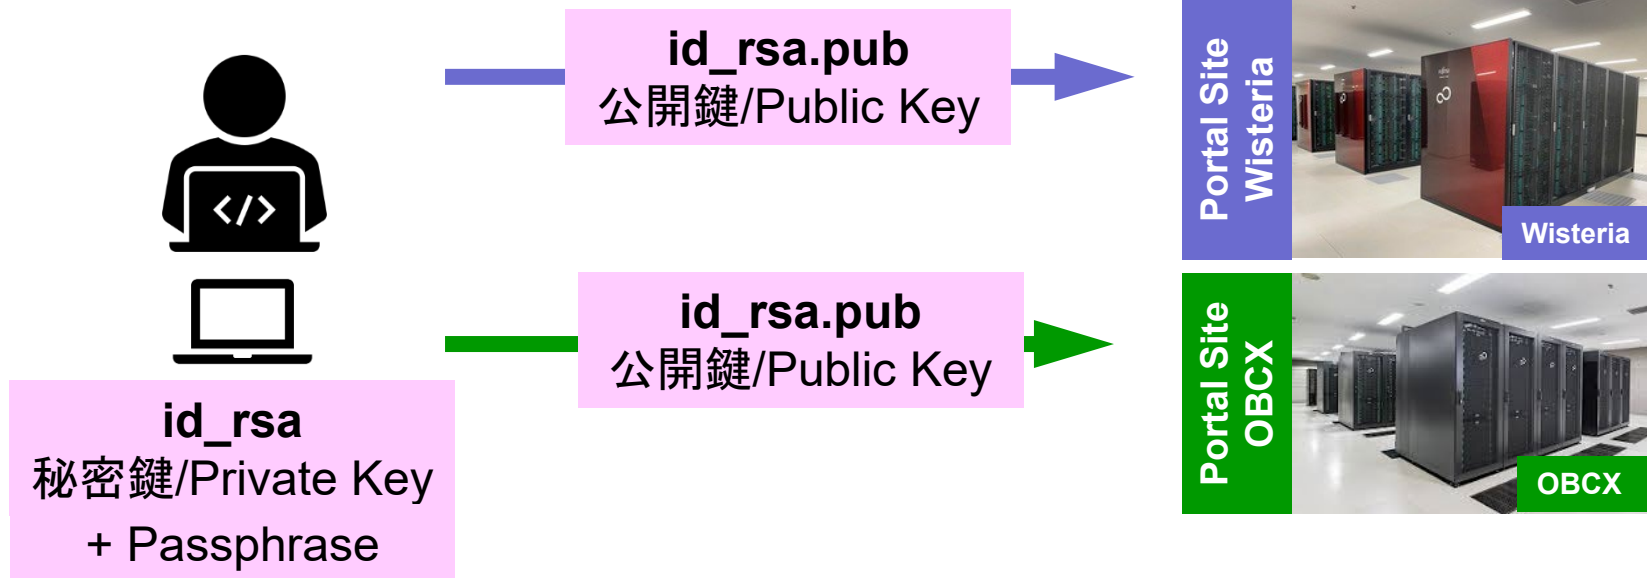 id_rsa.pub
公開鍵/Public Key
Portal Site
Wisteria
Wisteria
id_rsa.pub
公開鍵/Public Key
Portal Site
OBCX
OBCX
id_rsa
秘密鍵/Private Key
+ Passphrase